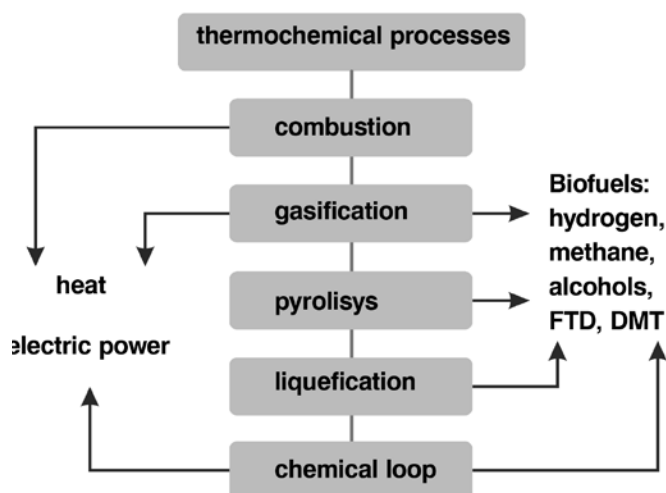 thermochemical processes
combustion
gasification
pyrolisys
liquefication
chemical loop
heat
electric power
Biofuels:
hydrogen,
methane,
alcohols,
FTD, DMT